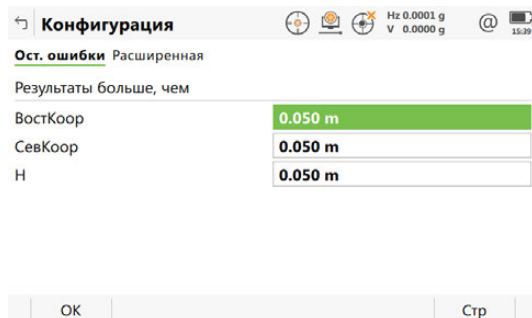 Конфигурация
Hz 0.0001 g
V 0.0000 g
@
15:39
Ост. ошибки Расширенная
Результаты больше, чем
ВостКоор 0.050 m
СевКоор 0.050 m
H 0.050 m
OK Стр